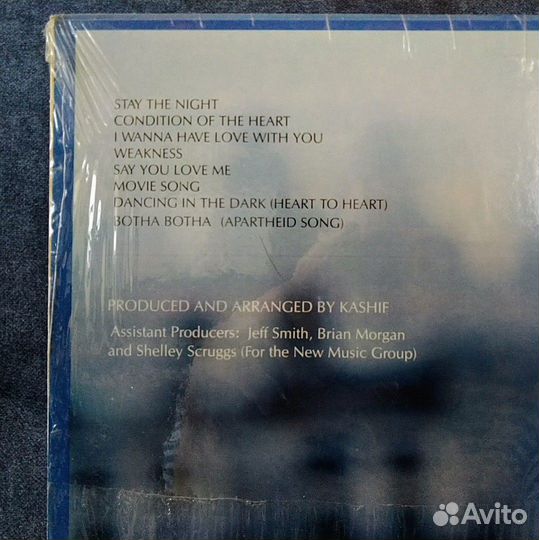 STAY THE NIGHT
CONDITION OF THE HEART
I WANNA HAVE LOVE WITH YOU
WEAKNESS
SAY YOU LOVE ME
MOVIE SONG
DANCING IN THE DARK (HEART TO HEART)
BOTHA BOTHA (APARTHEID SONG)
PRODUCED AND ARRANGED BY KASHIF
Assistant Producers: Jeff Smith, Brian Morgan
and Shelley Scruggs (For the New Music Group)
Avito